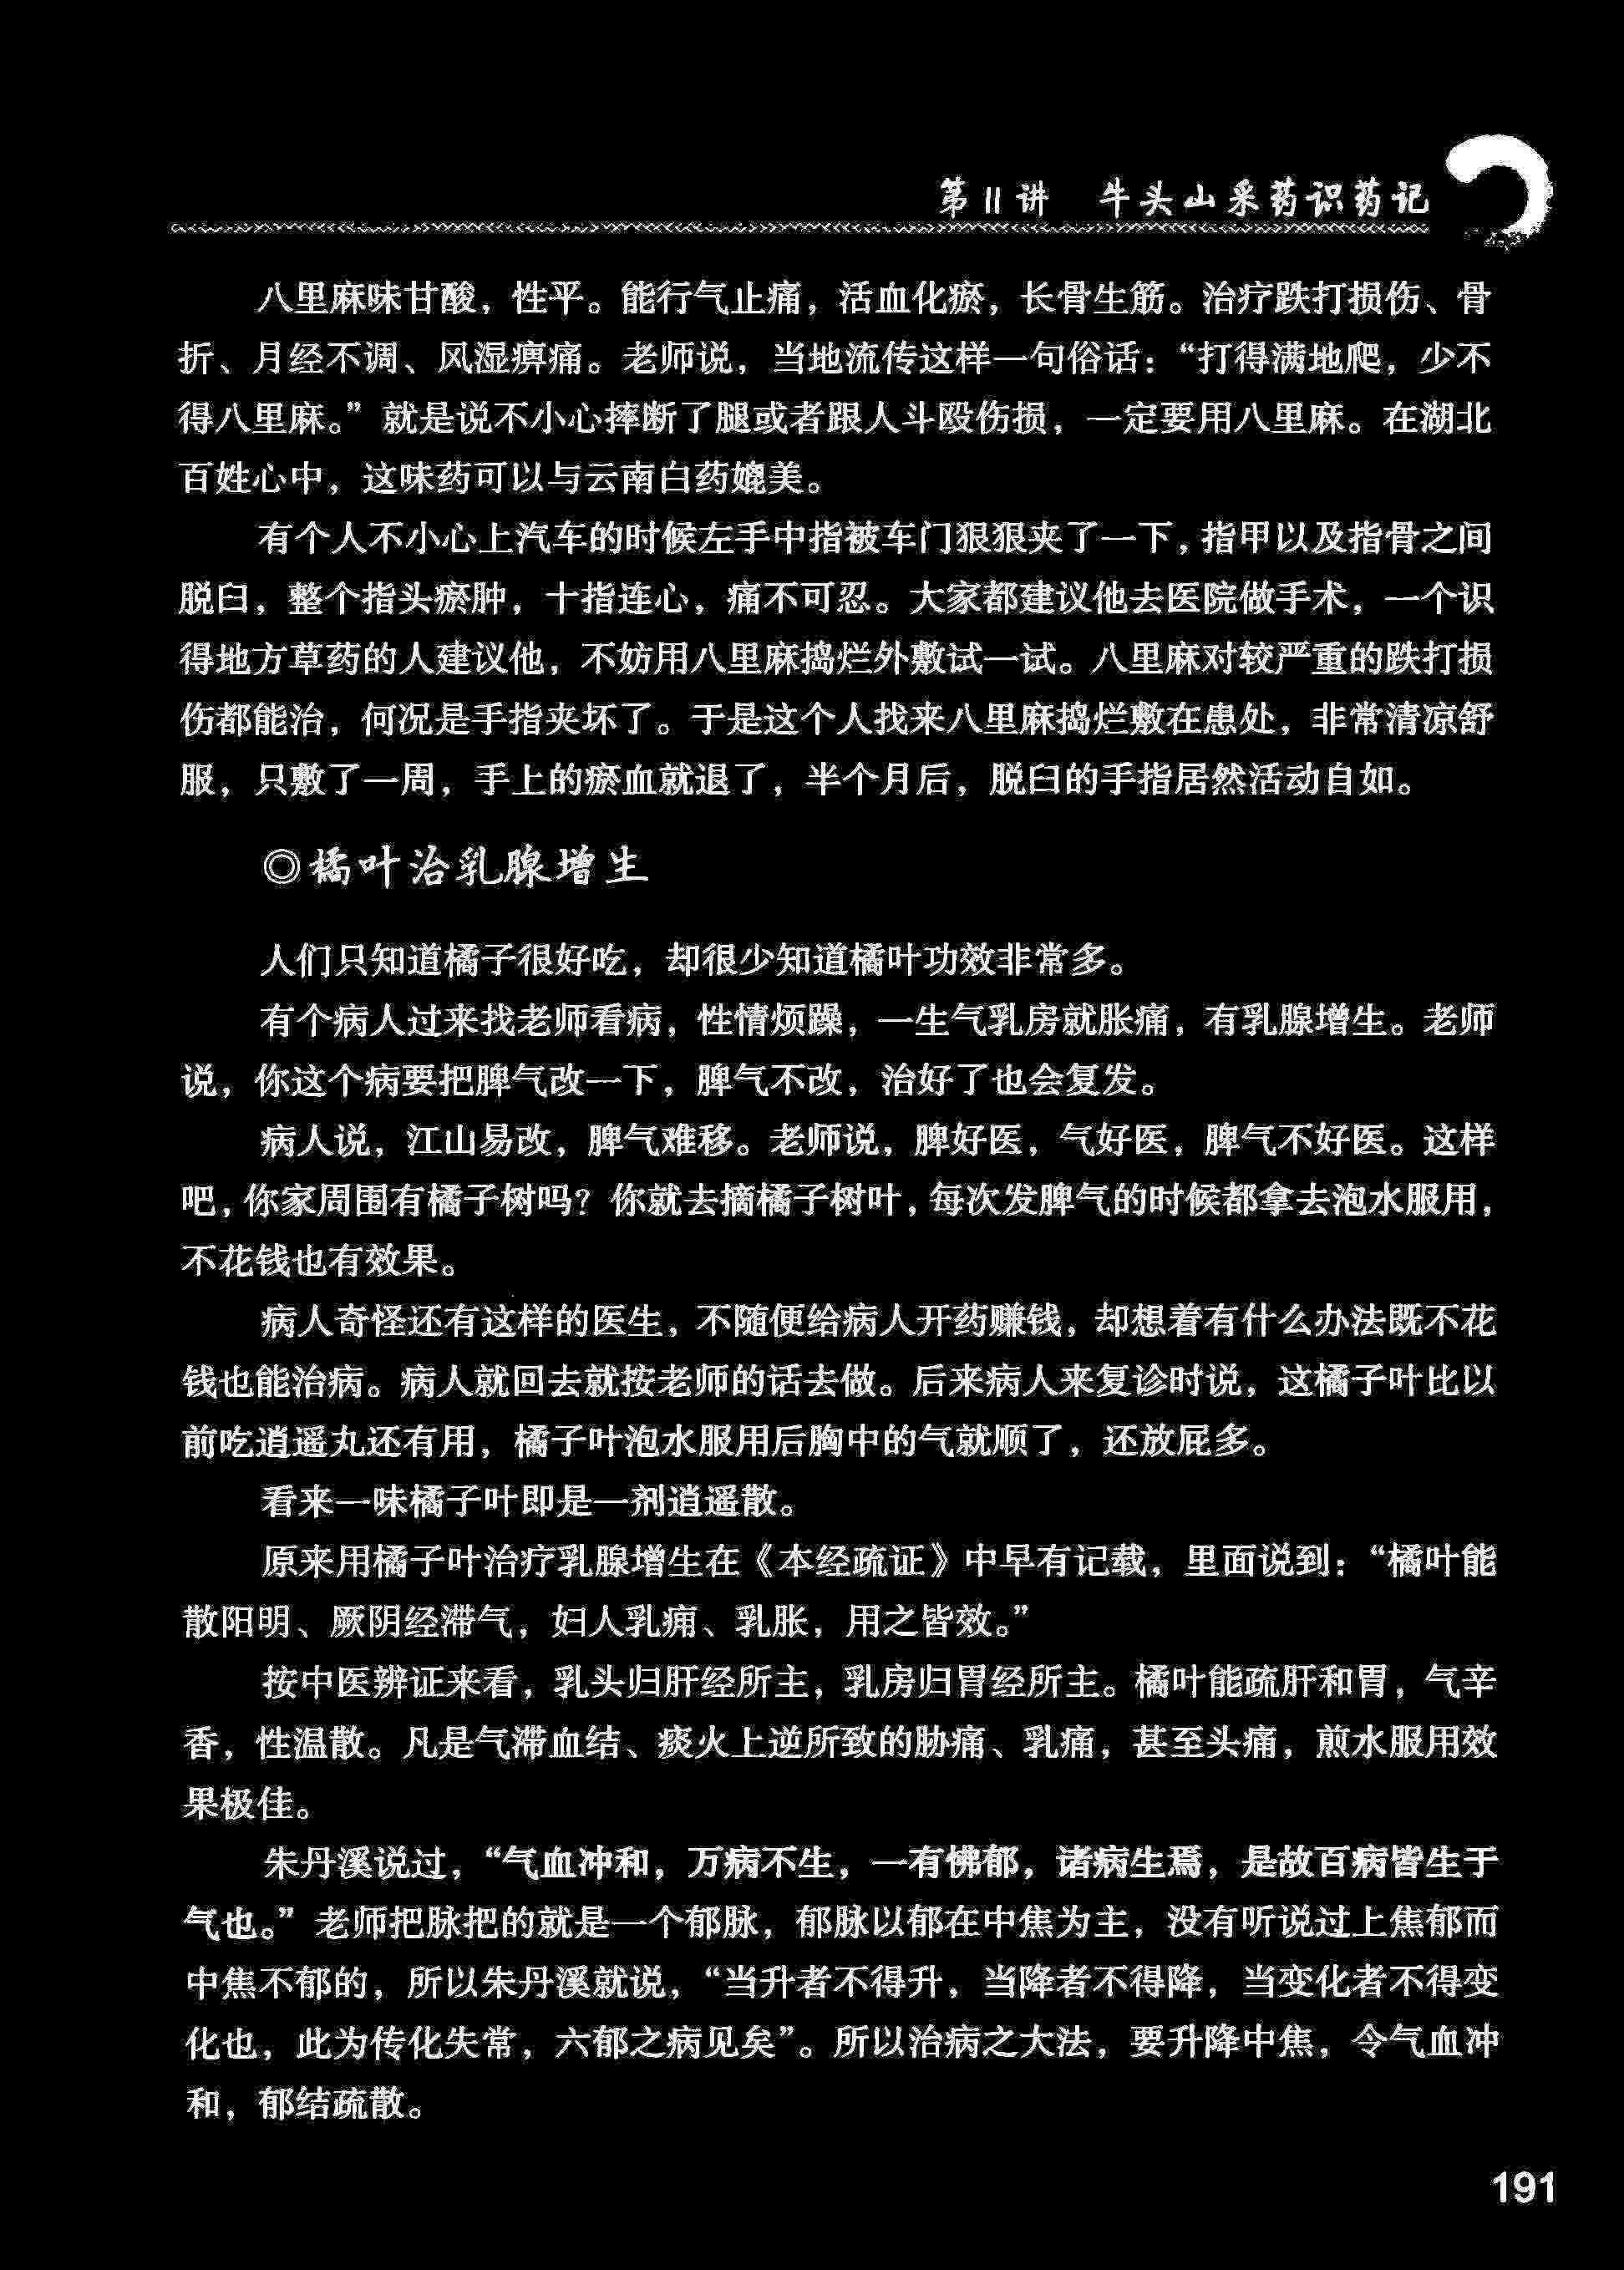 第11讲 牛头山采药识药记
八里麻味甘酸，性平。能行气止痛，活血化瘀，长骨生筋。治疗跌打损伤、骨
折、月经不调、风湿痹痛。老师说，当地流传这样一句俗话：“打得满地爬，少不
得八里麻。”就是说不小心摔断了腿或者跟人斗殴伤损，一定要用八里麻。在湖北
百姓心中，这味药可以与云南白药媲美。
有个人不小心上汽车的时候左手中指被车门狠狠夹了一下，指甲以及指骨之间
脱臼，整个指头瘀肿，十指连心，痛不可忍。大家都建议他去医院做手术，一个识
得地方草药的人建议他，不妨用八里麻捣烂外敷试一试。八里麻对较严重的跌打损
伤都能治，何况是手指夹坏了。于是这个人找来八里麻捣烂敷在患处，非常清凉舒
服，只敷了一周，手上的瘀血就退了，半个月后，脱臼的手指居然活动自如。
◎橘叶治乳腺增生
人们只知道橘子很好吃，却很少知道橘叶功效非常多。
有个病人过来找老师看病，性情烦躁，一生气乳房就胀痛，有乳腺增生。老师
说，你这个病要把脾气改一下，脾气不改，治好了也会复发。
病人说，江山易改，脾气难移。老师说，脾好医，气好医，脾气不好医。这样
吧，你家周围有橘子树吗？你就去摘橘子树叶，每次发脾气的时候都拿去泡水服用，
不花钱也有效果。
病人奇怪还有这样的医生，不随便给病人开药赚钱，却想着有什么办法既不花
钱也能治病。病人就回去就按老师的话去做。后来病人来复诊时说，这橘子叶比以
前吃逍遥丸还有用，橘子叶泡水服用后胸中的气就顺了，还放屁多。
看来一味橘子叶即是一剂逍遥散。
原来用橘子叶治疗乳腺增生在《本经疏证》中早有记载，里面说到：“橘叶能
散阳明、厥阴经滞气，妇人乳痈、乳胀，用之皆效。”
按中医辨证来看，乳头归肝经所主，乳房归胃经所主。橘叶能疏肝和胃，气辛
香，性温散。凡是气滞血结、痰火上逆所致的胁痛、乳痛，甚至头痛，煎水服用效
果极佳。
朱丹溪说过，“气血冲和，万病不生，一有怫郁，诸病生焉，是故百病皆生于
气也。”老师把脉把的就是一个郁脉，郁脉以郁在中焦为主，没有听说过上焦郁而
中焦不郁的，所以朱丹溪就说，“当升者不得升，当降者不得降，当变化者不得变
化也，此为传化失常，六郁之病见矣”。所以治病之大法，要升降中焦，令气血冲
和，郁结疏散。
191